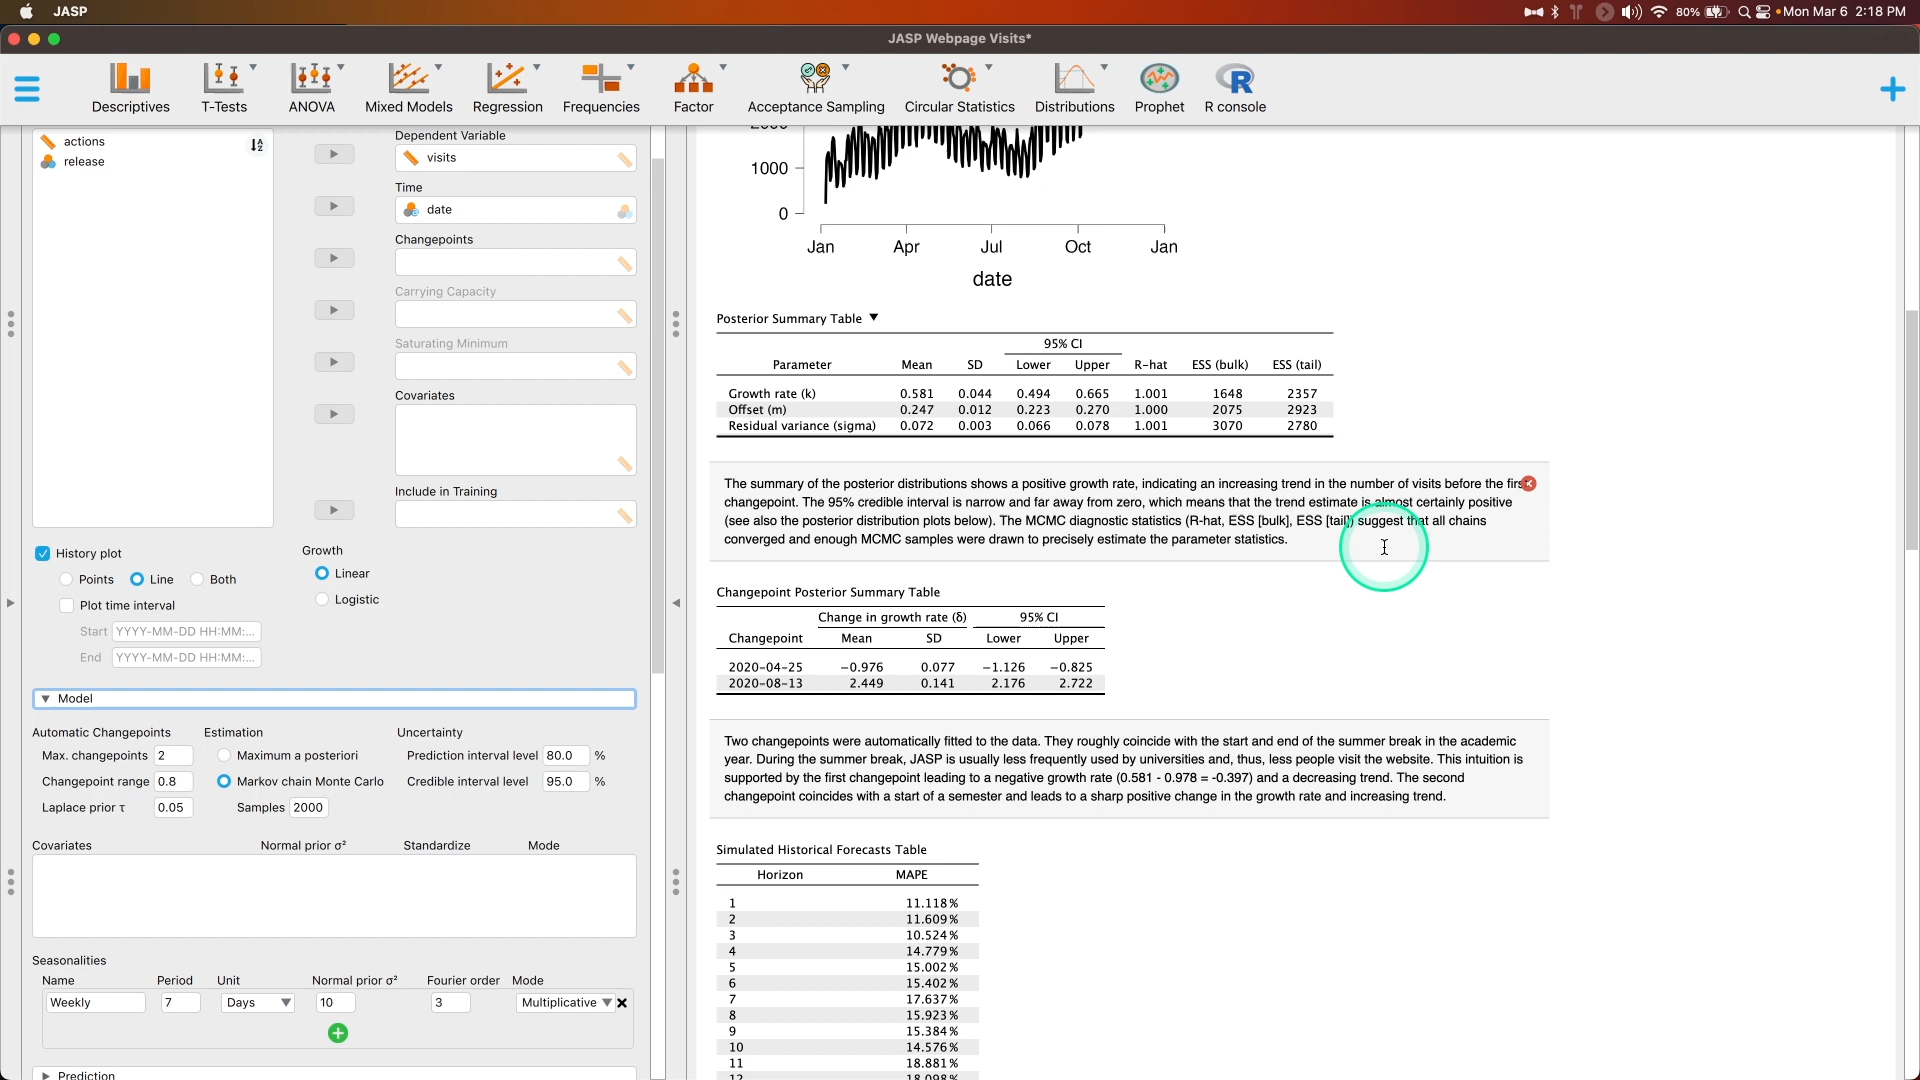 JASP
80%
Mon Mar 6 2:18 PM
JASP Webpage Visits*
Descriptives
T-Tests
ANOVA
Mixed Models
Regression
Frequencies
Factor
Acceptance Sampling
Circular Statistics
Distributions
Prophet
R console
actions
release
Dependent Variable
visits
Time
date
Changepoints
Carrying Capacity
Saturating Minimum
Covariates
Include in Training
History plot
Points Line Both
Plot time interval
Start YYYY-MM-DD HH:MM:...
End YYYY-MM-DD HH:MM:...
Growth
Linear
Logistic
Model
Automatic Changepoints Estimation Uncertainty
Max. changepoints 2 Maximum a posteriori Prediction interval level 80.0 %
Changepoint range 0.8 Markov chain Monte Carlo Credible interval level 95.0 %
Laplace prior τ 0.05 Samples 2000
Covariates Normal prior σ² Standardize Mode
Seasonalities
Name Period Unit Normal prior σ² Fourier order Mode
Weekly 7 Days 10 3 Multiplicative
Prediction
1000
0
Jan Apr Jul Oct Jan
date
Posterior Summary Table
95% CI
Parameter Mean SD Lower Upper R-hat ESS (bulk) ESS (tail)
Growth rate (k) 0.581 0.044 0.494 0.665 1.001 1648 2357
Offset (m) 0.247 0.012 0.223 0.270 1.000 2075 2923
Residual variance (sigma) 0.072 0.003 0.066 0.078 1.001 3070 2780
The summary of the posterior distributions shows a positive growth rate, indicating an increasing trend in the number of visits before the first
changepoint. The 95% credible interval is narrow and far away from zero, which means that the trend estimate is almost certainly positive
(see also the posterior distribution plots below). The MCMC diagnostic statistics (R-hat, ESS [bulk], ESS [tail]) suggest that all chains
converged and enough MCMC samples were drawn to precisely estimate the parameter statistics.
Changepoint Posterior Summary Table
Change in growth rate (δ) 95% CI
Changepoint Mean SD Lower Upper
2020-04-25 −0.976 0.077 −1.126 −0.825
2020-08-13 2.449 0.141 2.176 2.722
Two changepoints were automatically fitted to the data. They roughly coincide with the start and end of the summer break in the academic
year. During the summer break, JASP is usually less frequently used by universities and, thus, less people visit the website. This intuition is
supported by the first changepoint leading to a negative growth rate (0.581 - 0.978 = -0.397) and a decreasing trend. The second
changepoint coincides with a start of a semester and leads to a sharp positive change in the growth rate and increasing trend.
Simulated Historical Forecasts Table
Horizon MAPE
1 11.118%
2 11.609%
3 10.524%
4 14.779%
5 15.002%
6 15.402%
7 17.637%
8 15.923%
9 15.384%
10 14.576%
11 18.881%
12 18.098%